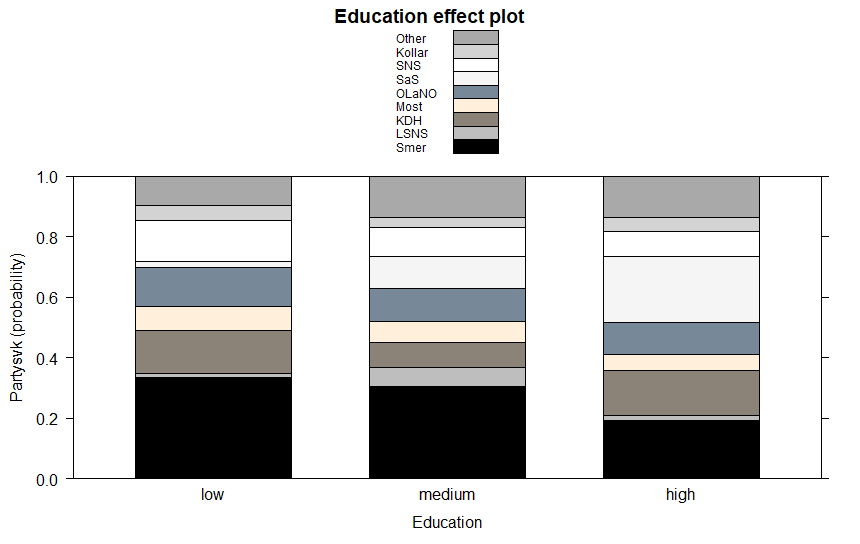 Education effect plot
Other
Kollar
SNS
SaS
OLaNO
Most
KDH
LSNS
Smer
1.0
0.8
0.6
0.4
0.2
0.0
Partysvk (probability)
low medium high
Education